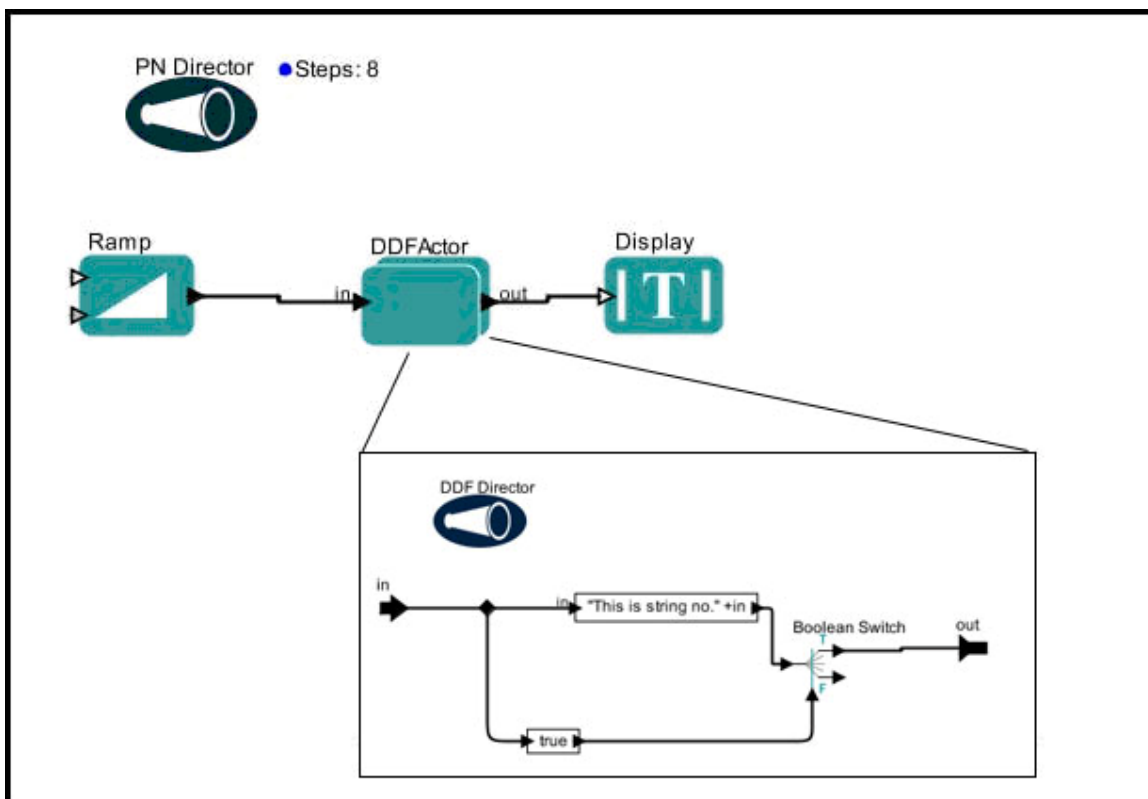 PN Director
Steps: 8
Ramp
DDFActor
Display
in
out
T
DDF Director
in
in
"This is string no." +in
Boolean Switch
out
T
F
true